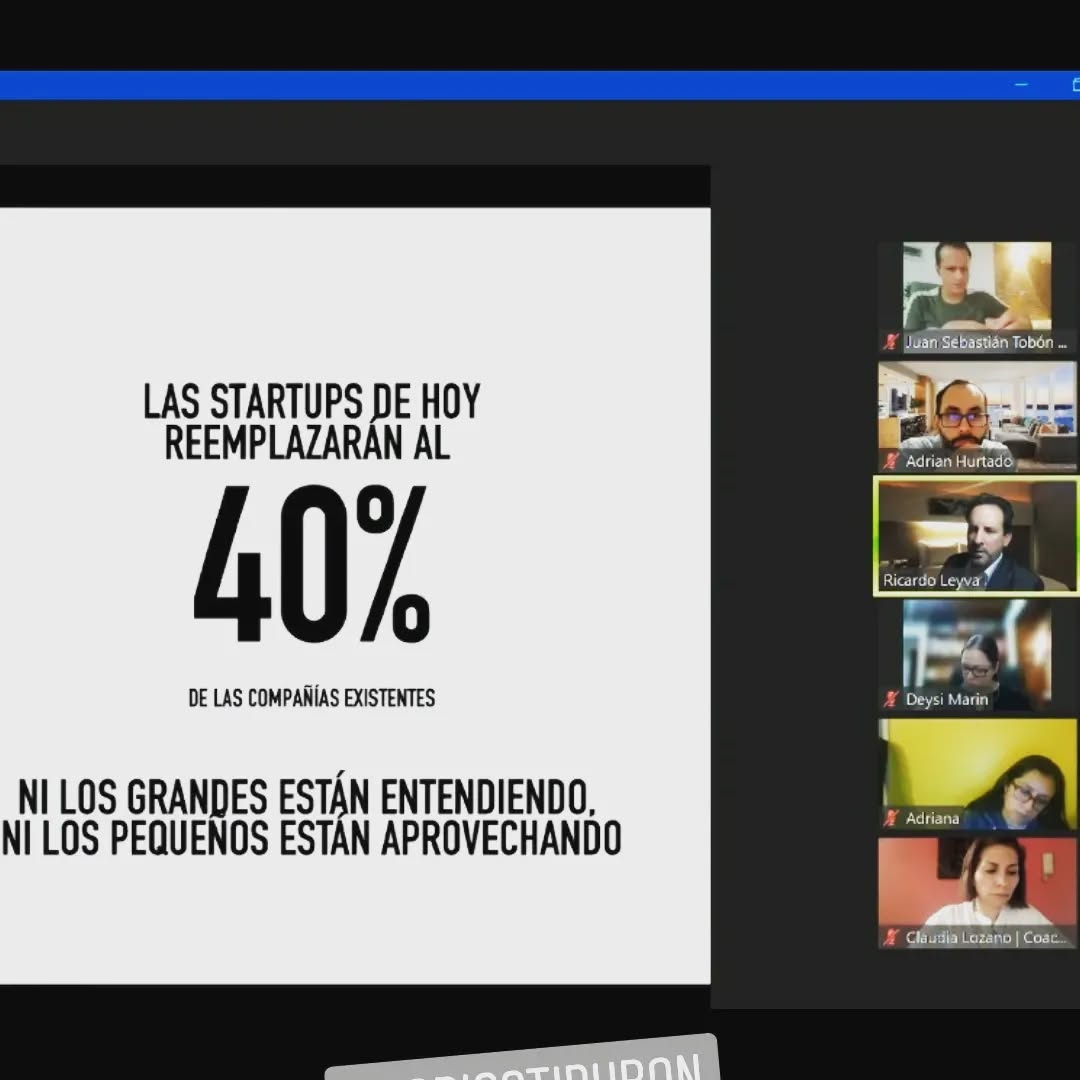 LAS STARTUPS DE HOY
REEMPLAZARÁN AL
40%
DE LAS COMPAÑÍAS EXISTENTES
NI LOS GRANDES ESTÁN ENTENDIENDO,
NI LOS PEQUEÑOS ESTÁN APROVECHANDO
Juan Sebastián Tobón ...
Adrian Hurtado
Ricardo Leyva
Deysi Marin
Adriana
Claudia Lozano | Coac...